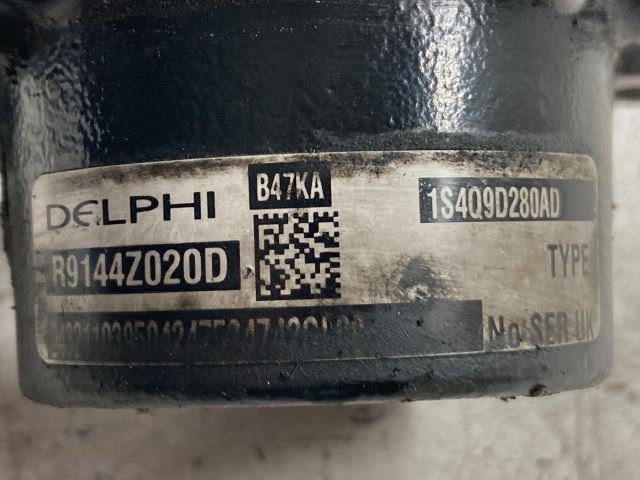 DELPHI
B47KA
1S4Q9D280AD
R9144Z020D
TYPE
No SER UK